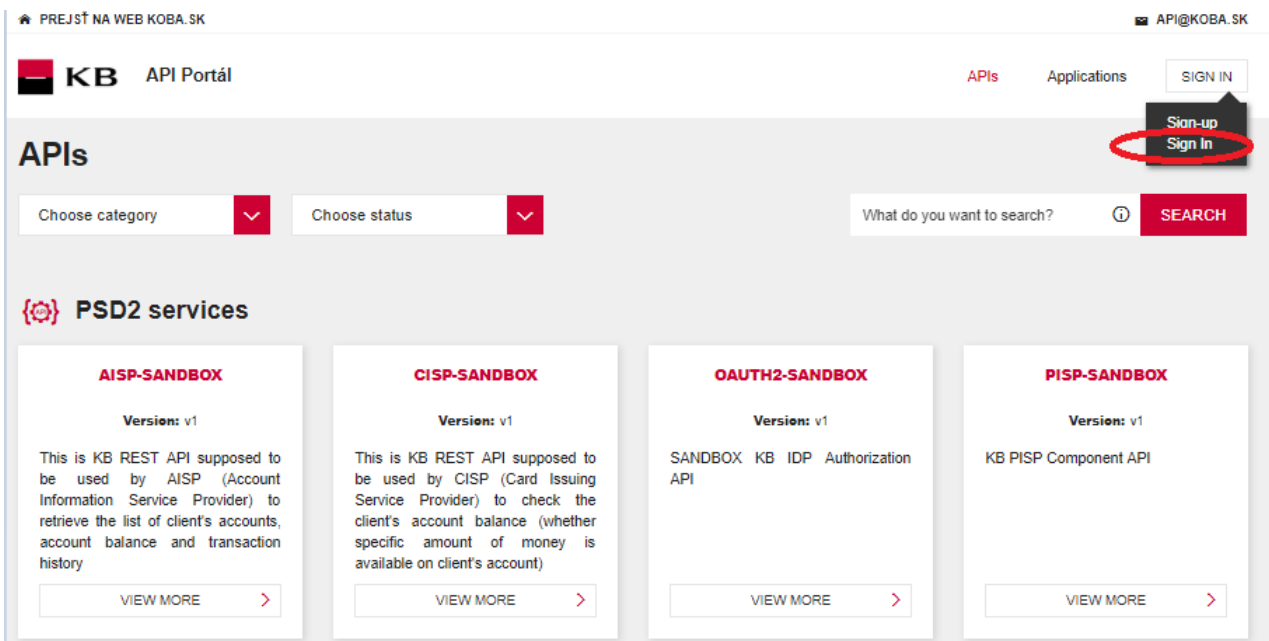 PREJSŤ NA WEB KOBA.SK
API@KOBA.SK
KB API Portál
APIs Applications SIGN IN
Sign-up
Sign In
APIs
Choose category
Choose status
What do you want to search?
SEARCH
{API} PSD2 services
AISP-SANDBOX
Version: v1
This is KB REST API supposed to
be used by AISP (Account
Information Service Provider) to
retrieve the list of client's accounts,
account balance and transaction
history
VIEW MORE
CISP-SANDBOX
Version: v1
This is KB REST API supposed to
be used by CISP (Card Issuing
Service Provider) to check the
client's account balance (whether
specific amount of money is
available on client's account)
VIEW MORE
OAUTH2-SANDBOX
Version: v1
SANDBOX KB IDP Authorization
API
VIEW MORE
PISP-SANDBOX
Version: v1
KB PISP Component API
VIEW MORE